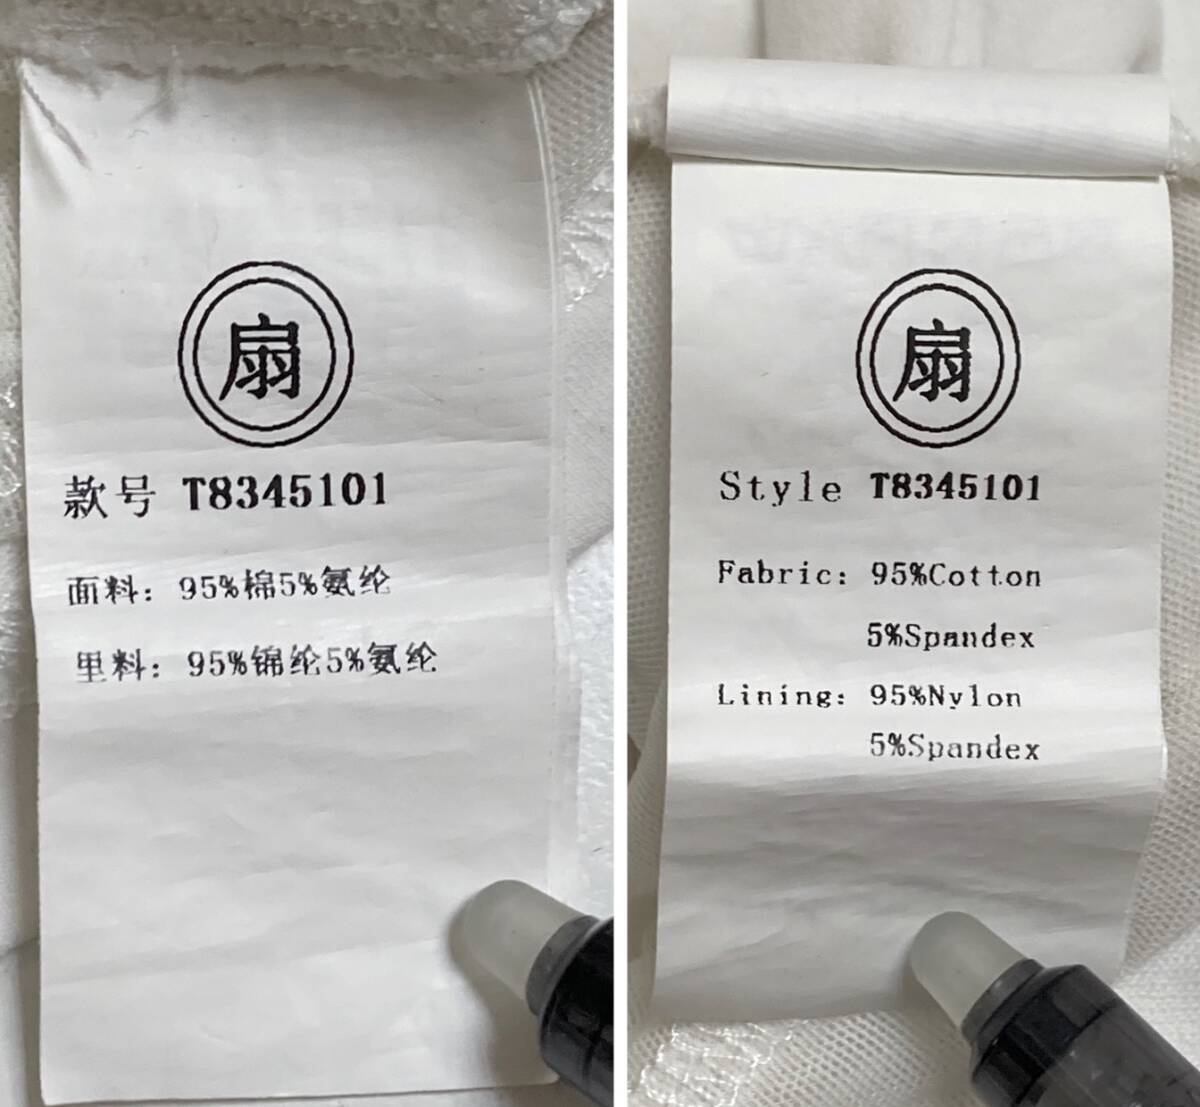 扇
款号 T8345101
面料: 95%棉5%氨纶
里料: 95%锦纶5%氨纶
扇
Style T8345101
Fabric: 95%Cotton
5%Spandex
Lining: 95%Nylon
5%Spandex